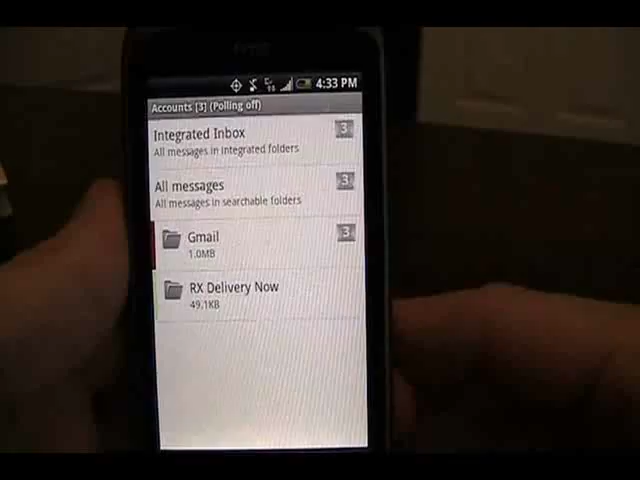 hTC
4:33 PM
Accounts [3] (Polling off)
Integrated Inbox
3
All messages in integrated folders
All messages
3
All messages in searchable folders
Gmail
3
1.0MB
RX Delivery Now
49.1KB